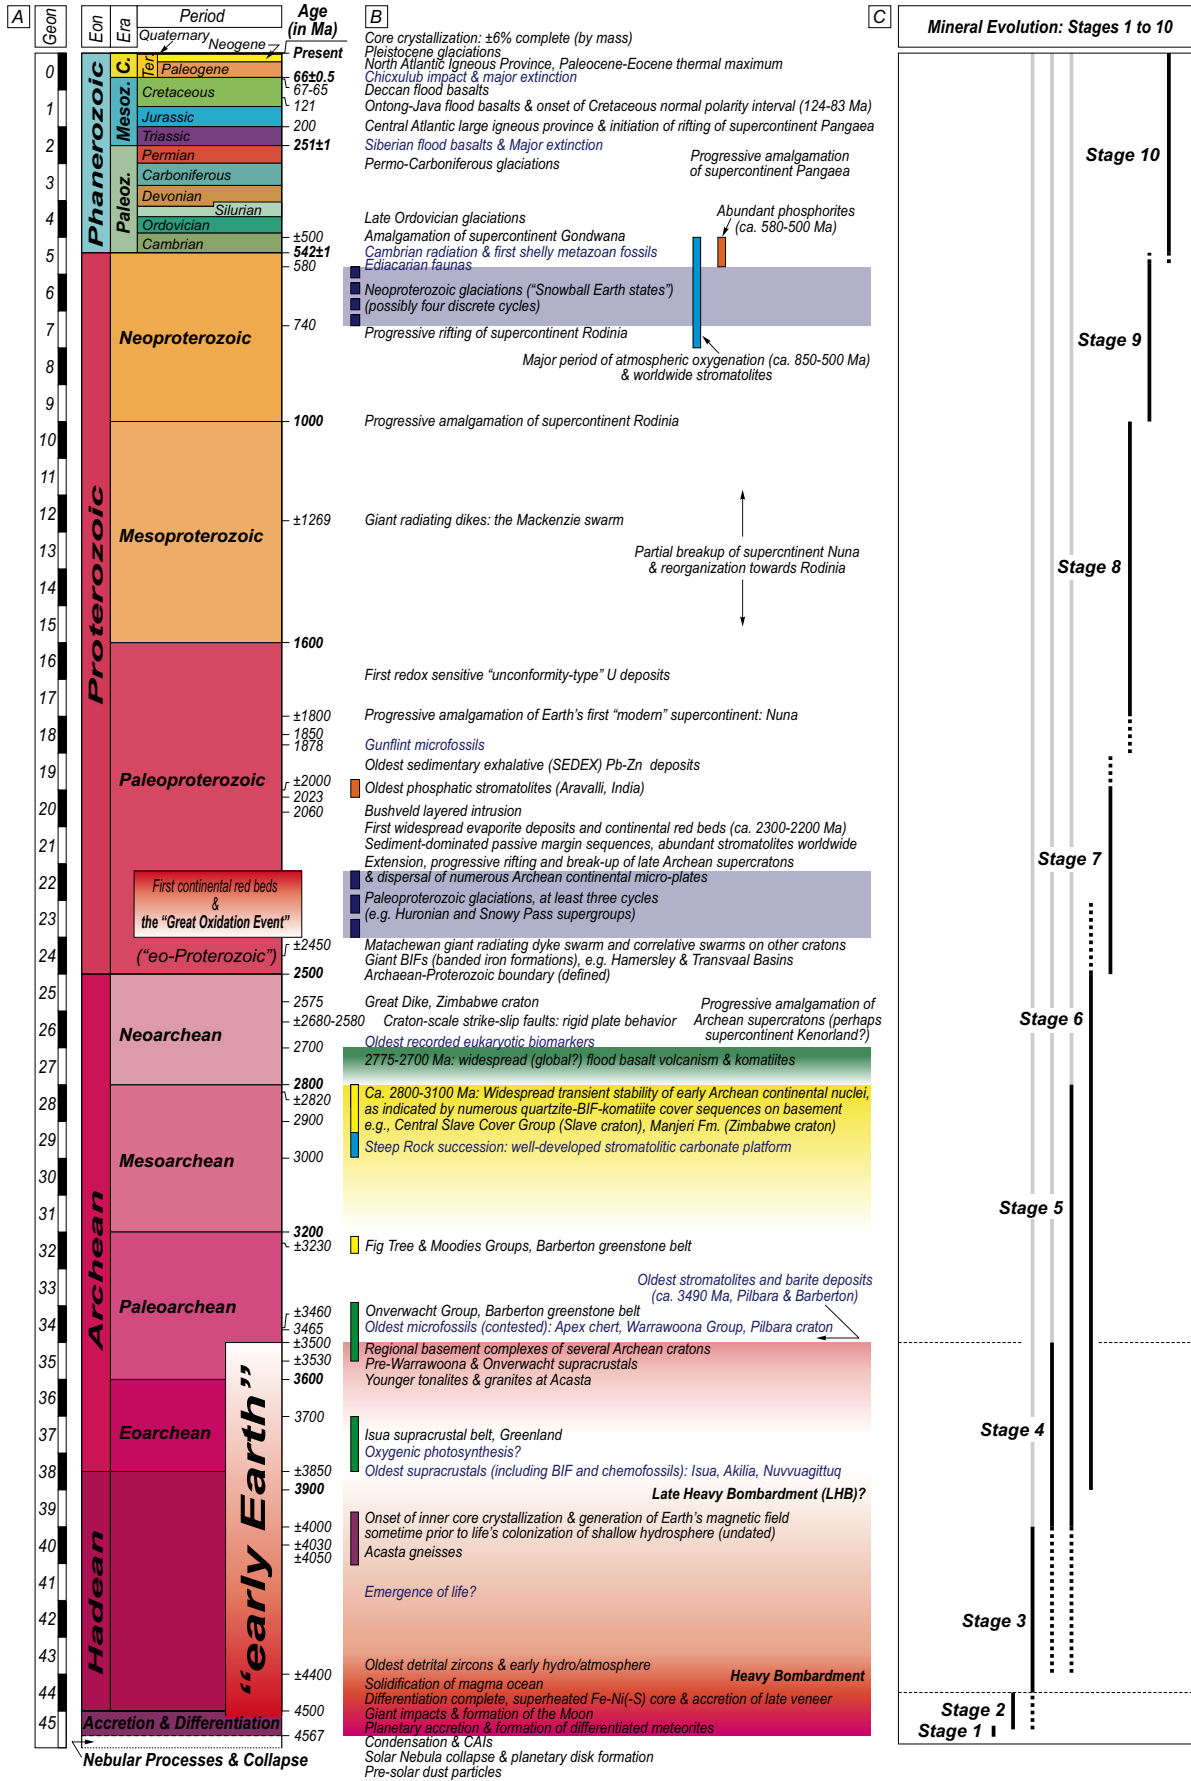 A
Geon
Eon
Era
Period
Age
(in Ma)
B
C
Mineral Evolution: Stages 1 to 10
Quaternary
Neogene
Ter.
Paleogene
Cretaceous
Jurassic
Triassic
Permian
Carboniferous
Devonian
Silurian
Ordovician
Cambrian
C.
Mesoz.
Paleoz.
Phanerozoic
Proterozoic
Archean
Hadean
Neoproterozoic
Mesoproterozoic
Paleoproterozoic
First continental red beds
&
the “Great Oxidation Event”
(“eo-Proterozoic”)
Neoarchean
Mesoarchean
Paleoarchean
Eoarchean
“early Earth”
Accretion & Differentiation
Nebular Processes & Collapse
0
1
2
3
4
5
6
7
8
9
10
11
12
13
14
15
16
17
18
19
20
21
22
23
24
25
26
27
28
29
30
31
32
33
34
35
36
37
38
39
40
41
42
43
44
45
Present
66±0.5
67-65
121
200
251±1
±500
542±1
580
740
1000
±1269
1600
±1800
1850
1878
±2000
2023
2060
±2450
2500
2575
±2680-2580
2700
2800
±2820
2900
3000
3200
±3230
±3460
3465
±3500
±3530
3600
3700
±3850
3900
±4000
±4030
±4050
±4400
4500
4567
Core crystallization: ±6% complete (by mass)
Pleistocene glaciations
North Atlantic Igneous Province, Paleocene-Eocene thermal maximum
Chicxulub impact & major extinction
Deccan flood basalts
Ontong-Java flood basalts & onset of Cretaceous normal polarity interval (124-83 Ma)
Central Atlantic large igneous province & initiation of rifting of supercontinent Pangaea
Siberian flood basalts & Major extinction
Permo-Carboniferous glaciations
Progressive amalgamation
of supercontinent Pangaea
Late Ordovician glaciations
Abundant phosphorites
(ca. 580-500 Ma)
Amalgamation of supercontinent Gondwana
Cambrian radiation & first shelly metazoan fossils
Ediacarian faunas
Neoproterozoic glaciations (“Snowball Earth states”)
(possibly four discrete cycles)
Progressive rifting of supercontinent Rodinia
Major period of atmospheric oxygenation (ca. 850-500 Ma)
& worldwide stromatolites
Progressive amalgamation of supercontinent Rodinia
Giant radiating dikes: the Mackenzie swarm
Partial breakup of supercntinent Nuna
& reorganization towards Rodinia
First redox sensitive “unconformity-type” U deposits
Progressive amalgamation of Earth’s first “modern” supercontinent: Nuna
Gunflint microfossils
Oldest sedimentary exhalative (SEDEX) Pb-Zn deposits
Oldest phosphatic stromatolites (Aravalli, India)
Bushveld layered intrusion
First widespread evaporite deposits and continental red beds (ca. 2300-2200 Ma)
Sediment-dominated passive margin sequences, abundant stromatolites worldwide
Extension, progressive rifting and break-up of late Archean supercratons
& dispersal of numerous Archean continental micro-plates
Paleoproterozoic glaciations, at least three cycles
(e.g. Huronian and Snowy Pass supergroups)
Matachewan giant radiating dyke swarm and correlative swarms on other cratons
Giant BIFs (banded iron formations), e.g. Hamersley & Transvaal Basins
Archaean-Proterozoic boundary (defined)
Great Dike, Zimbabwe craton
Craton-scale strike-slip faults: rigid plate behavior
Progressive amalgamation of
Archean supercratons (perhaps
supercontinent Kenorland?)
Oldest recorded eukaryotic biomarkers
2775-2700 Ma: widespread (global?) flood basalt volcanism & komatiites
Ca. 2800-3100 Ma: Widespread transient stability of early Archean continental nuclei,
as indicated by numerous quartzite-BIF-komatiite cover sequences on basement
e.g., Central Slave Cover Group (Slave craton), Manjeri Fm. (Zimbabwe craton)
Steep Rock succession: well-developed stromatolitic carbonate platform
Fig Tree & Moodies Groups, Barberton greenstone belt
Oldest stromatolites and barite deposits
(ca. 3490 Ma, Pilbara & Barberton)
Onverwacht Group, Barberton greenstone belt
Oldest microfossils (contested): Apex chert, Warrawoona Group, Pilbara craton
Regional basement complexes of several Archean cratons
Pre-Warrawoona & Onverwacht supracrustals
Younger tonalites & granites at Acasta
Isua supracrustal belt, Greenland
Oxygenic photosynthesis?
Oldest supracrustals (including BIF and chemofossils): Isua, Akilia, Nuvvuagittuq
Late Heavy Bombardment (LHB)?
Onset of inner core crystallization & generation of Earth’s magnetic field
sometime prior to life’s colonization of shallow hydrosphere (undated)
Acasta gneisses
Emergence of life?
Oldest detrital zircons & early hydro/atmosphere
Heavy Bombardment
Solidification of magma ocean
Differentiation complete, superheated Fe-Ni(-S) core & accretion of late veneer
Giant impacts & formation of the Moon
Planetary accretion & formation of differentiated meteorites
Condensation & CAIs
Solar Nebula collapse & planetary disk formation
Pre-solar dust particles
Stage 10
Stage 9
Stage 8
Stage 7
Stage 6
Stage 5
Stage 4
Stage 3
Stage 2
Stage 1